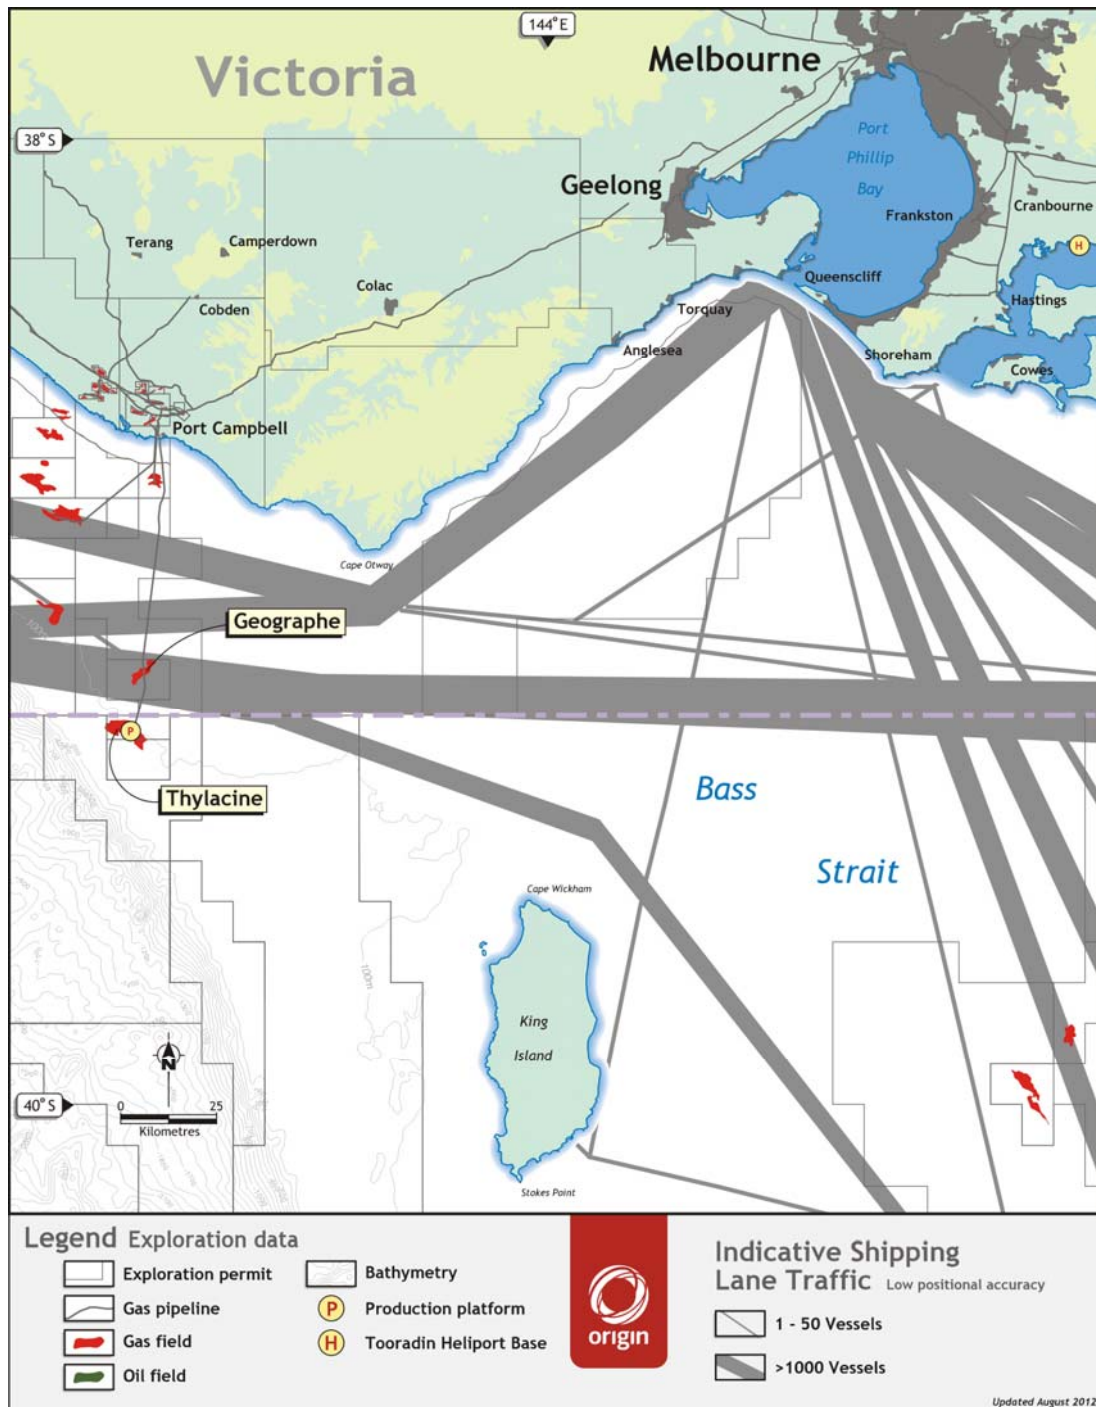 144°E
Victoria
Melbourne
38°S
Port
Phillip
Bay
Geelong
Frankston
Cranbourne
H
Terang
Camperdown
Queenscliff
Hastings
Colac
Cobden
Torquay
Anglesea
Shoreham
Cowes
Port Campbell
Cape Otway
Geographe
P
Thylacine
Bass
Strait
Cape Wickham
100m
King
Island
N
40°S
0 25
Kilometres
Stokes Point
Legend Exploration data
Exploration permit
Gas pipeline
Gas field
Oil field
Bathymetry
P Production platform
H Tooradin Heliport Base
origin
Indicative Shipping
Lane Traffic Low positional accuracy
1 - 50 Vessels
>1000 Vessels
Updated August 2012